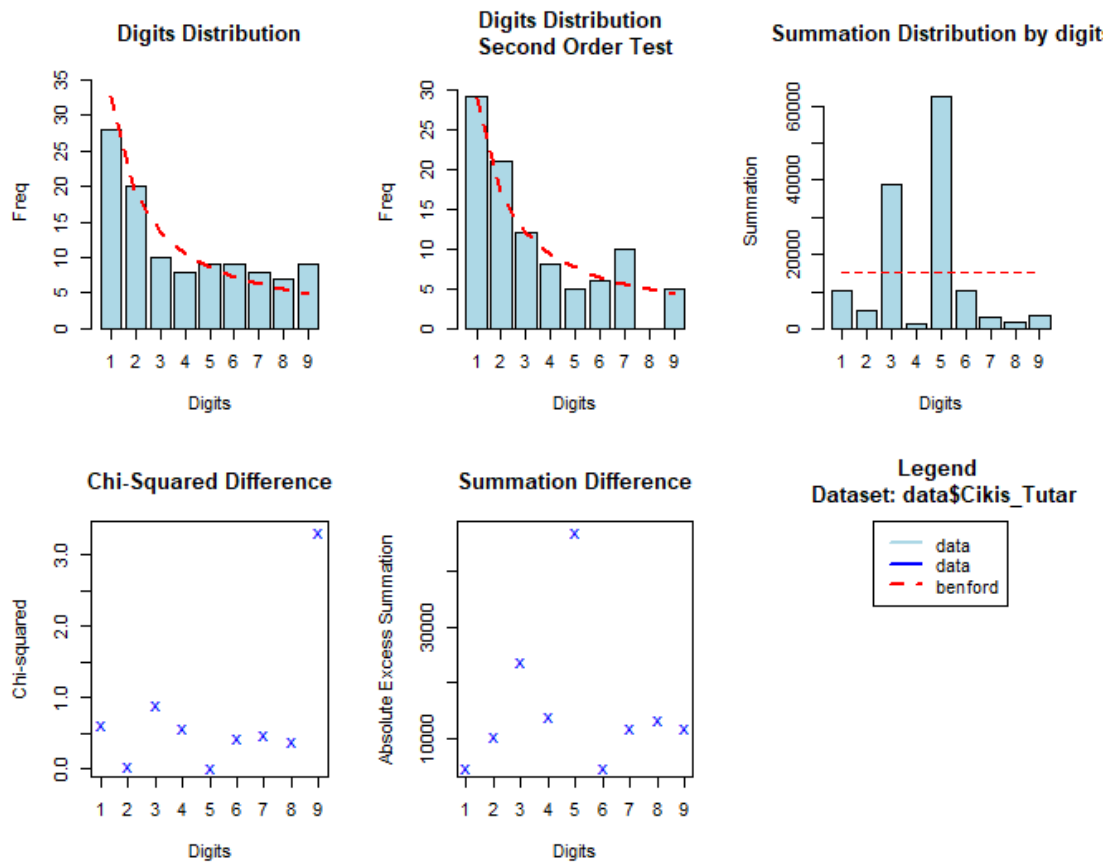 Digits Distribution
35
30
25
20
15
10
5
0
Freq
1 2 3 4 5 6 7 8 9
Digits
Digits Distribution
Second Order Test
30
25
20
15
10
5
0
Freq
1 2 3 4 5 6 7 8 9
Digits
Summation Distribution by digits
60000
40000
20000
0
Summation
1 2 3 4 5 6 7 8 9
Digits
Chi-Squared Difference
3.0
2.0
1.0
0.0
Chi-squared
1 2 3 4 5 6 7 8 9
Digits
Summation Difference
30000
10000
Absolute Excess Summation
1 2 3 4 5 6 7 8 9
Digits
Legend
Dataset: data$Cikis_Tutar
data
data
benford